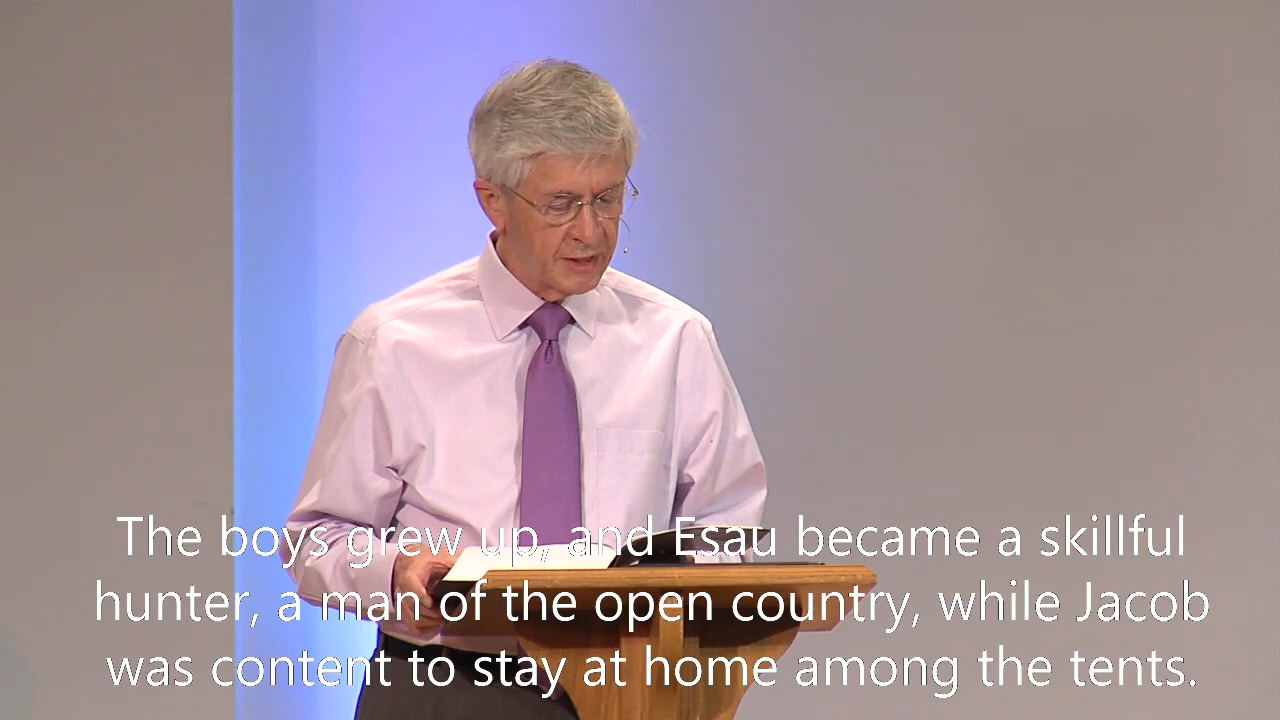 The boys grew up, and Esau became a skillful
hunter, a man of the open country, while Jacob
was content to stay at home among the tents.